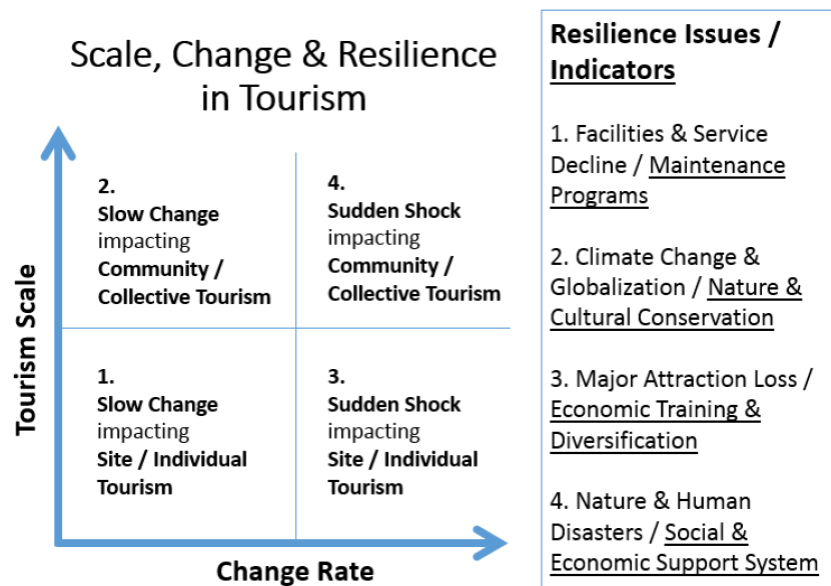 Scale, Change & Resilience
in Tourism
Tourism Scale
2.
Slow Change
impacting
Community /
Collective Tourism
4.
Sudden Shock
impacting
Community /
Collective Tourism
1.
Slow Change
impacting
Site / Individual
Tourism
3.
Sudden Shock
impacting
Site / Individual
Tourism
Change Rate
Resilience Issues /
Indicators
1. Facilities & Service
Decline / Maintenance
Programs
2. Climate Change &
Globalization / Nature &
Cultural Conservation
3. Major Attraction Loss /
Economic Training &
Diversification
4. Nature & Human
Disasters / Social &
Economic Support System